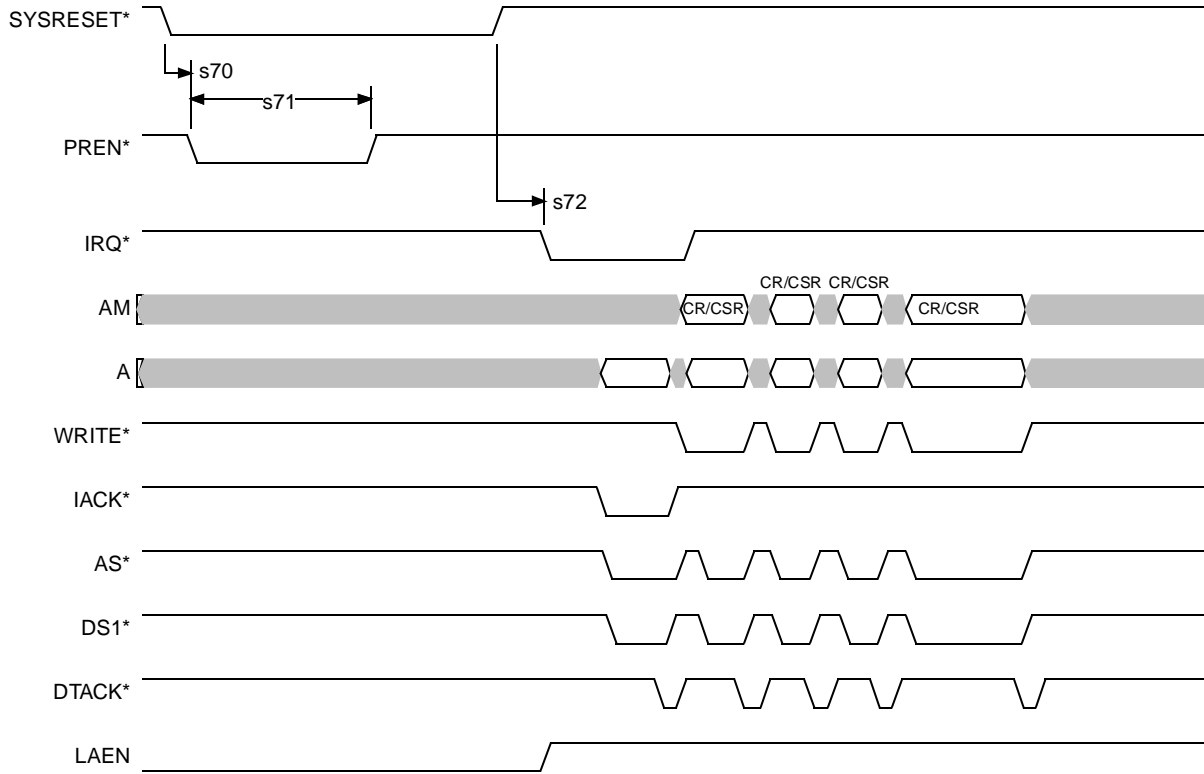 SYSRESET*
s70
s71
PREN*
s72
IRQ*
CR/CSR CR/CSR
AM CR/CSR CR/CSR
A
WRITE*
IACK*
AS*
DS1*
DTACK*
LAEN